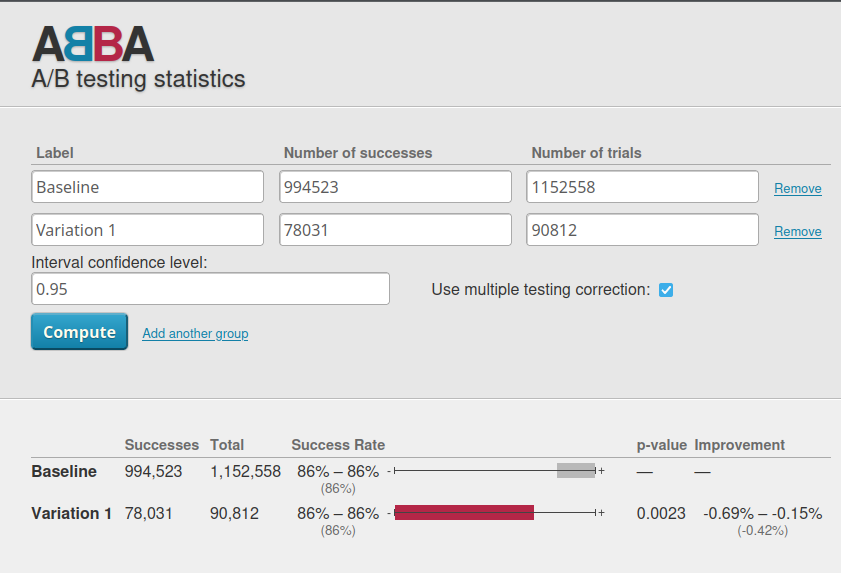 ABBA
A/B testing statistics
Label Number of successes Number of trials
Baseline 994523 1152558 Remove
Variation 1 78031 90812 Remove
Interval confidence level:
0.95 Use multiple testing correction:
Compute Add another group
Successes Total Success Rate p-value Improvement
Baseline 994,523 1,152,558 86% – 86% - + — —
(86%)
Variation 1 78,031 90,812 86% – 86% - + 0.0023 -0.69% – -0.15%
(86%) (-0.42%)